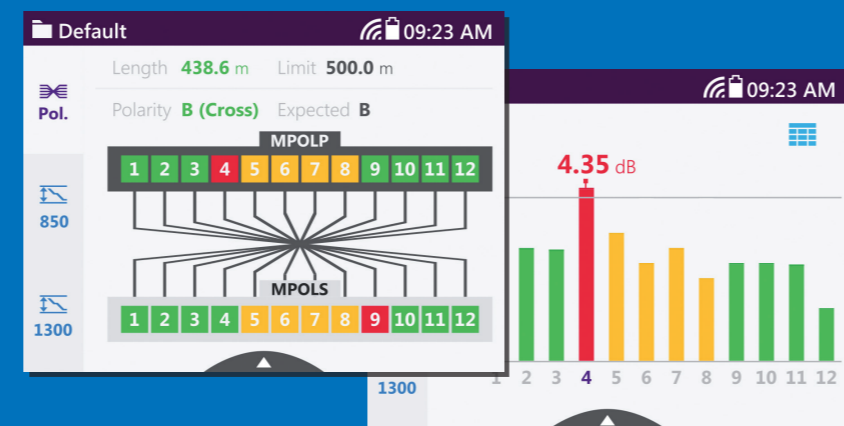 Default 09:23 AM
Length 438.6 m Limit 500.0 m
Pol.
Polarity B (Cross) Expected B
MPOLP
1 2 3 4 5 6 7 8 9 10 11 12
850
MPOLS
1 2 3 4 5 6 7 8 9 10 11 12
1300
09:23 AM
4.35 dB
1 2 3 4 5 6 7 8 9 10 11 12
1300